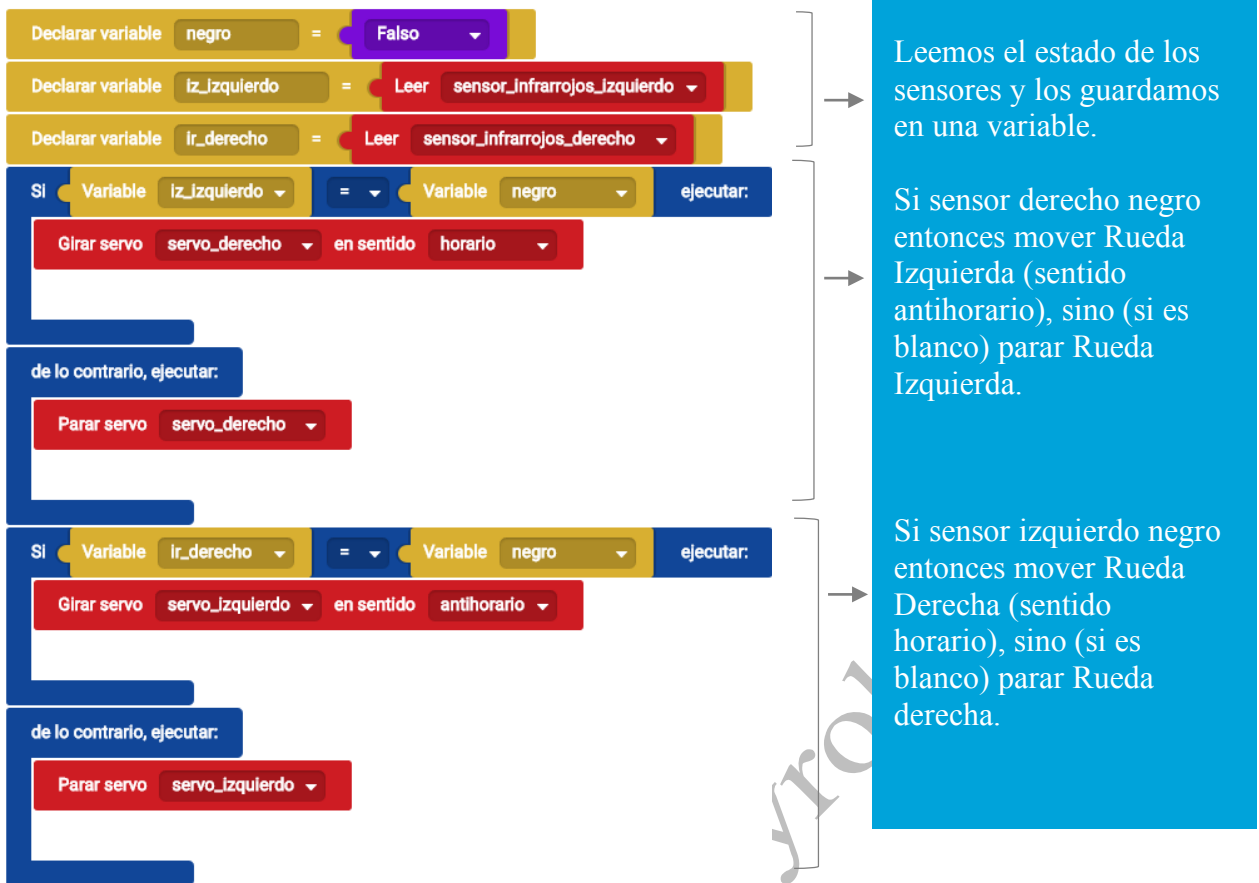 Declarar variable negro = Falso
Declarar variable iz_izquierdo = Leer sensor_infrarrojos_izquierdo
Declarar variable ir_derecho = Leer sensor_infrarrojos_derecho
Si Variable iz_izquierdo = Variable negro ejecutar:
Girar servo servo_derecho en sentido horario
de lo contrario, ejecutar:
Parar servo servo_derecho
Si Variable ir_derecho = Variable negro ejecutar:
Girar servo servo_izquierdo en sentido antihorario
de lo contrario, ejecutar:
Parar servo servo_izquierdo
Leemos el estado de los
sensores y los guardamos
en una variable.
Si sensor derecho negro
entonces mover Rueda
Izquierda (sentido
antihorario), sino (si es
blanco) parar Rueda
Izquierda.
Si sensor izquierdo negro
entonces mover Rueda
Derecha (sentido
horario), sino (si es
blanco) parar Rueda
derecha.